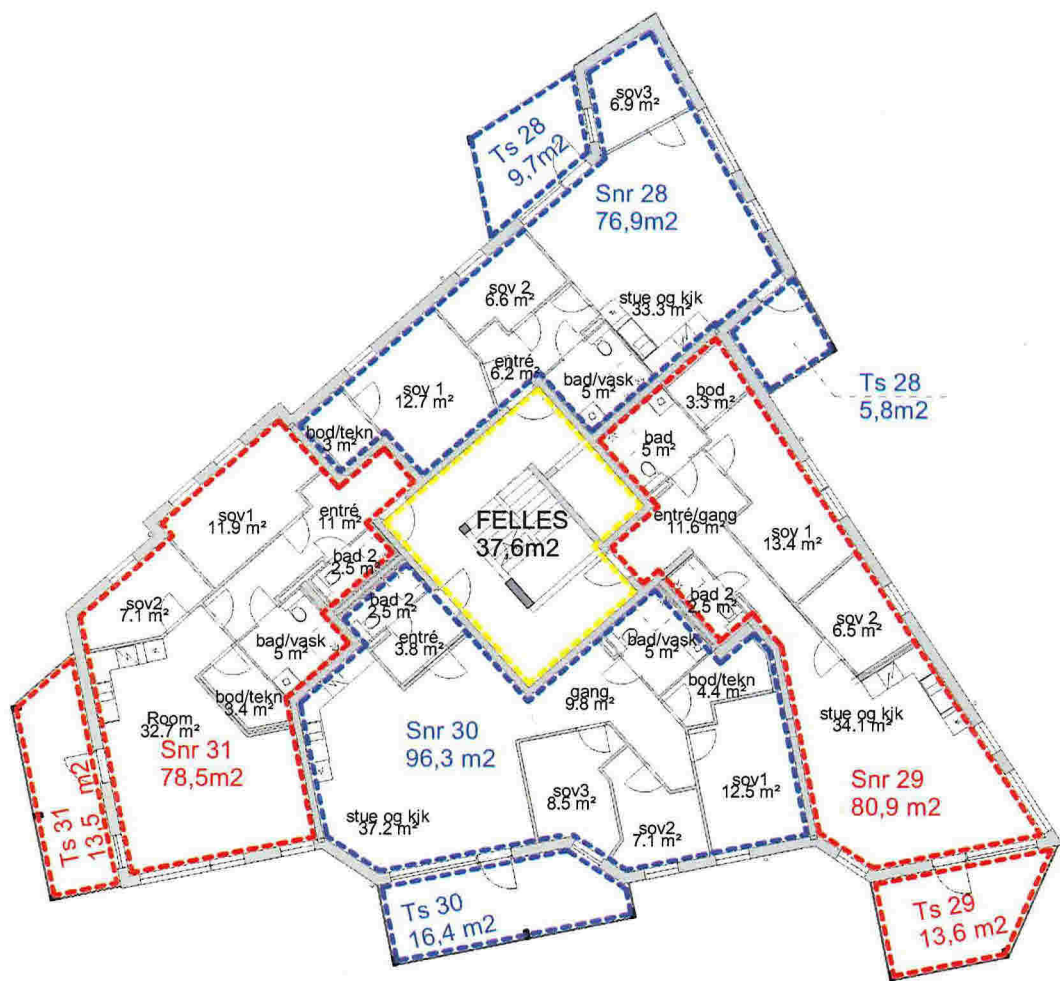 sov3
6.9 m²
Ts 28
9,7m2
Snr 28
76,9m2
sov 2
6.6 m²
stue og kjk
33.3 m²
entré
6.2 m²
bad/vask
5 m²
sov 1
12.7 m²
bod/tekn
3 m²
Ts 28
5,8m2
bod
3.3 m²
bad
5 m²
entré/gang
11.6 m²
sov 1
13.4 m²
FELLES
37,6m2
sov1
11.9 m²
entré
11 m²
bad 2
2.5 m²
sov2
7.1 m²
bad/vask
5 m²
bod/tekn
3.4 m²
bad 2
2,5 m²
entré
3.8 m²
bad 2
2.5 m²
sov 2
6.5 m²
bad/vask
5 m²
bod/tekn
4.4 m²
gang
9.8 m²
Room
32.7 m²
Snr 31
78,5m2
Snr 30
96,3 m2
stue og kjk
34.1 m²
Snr 29
80,9 m2
Ts 31
13,5 m2
sov3
8.5 m²
sov1
12.5 m²
stue og kjk
37.2 m²
sov2
7.1 m²
Ts 30
16,4 m2
Ts 29
13,6 m2